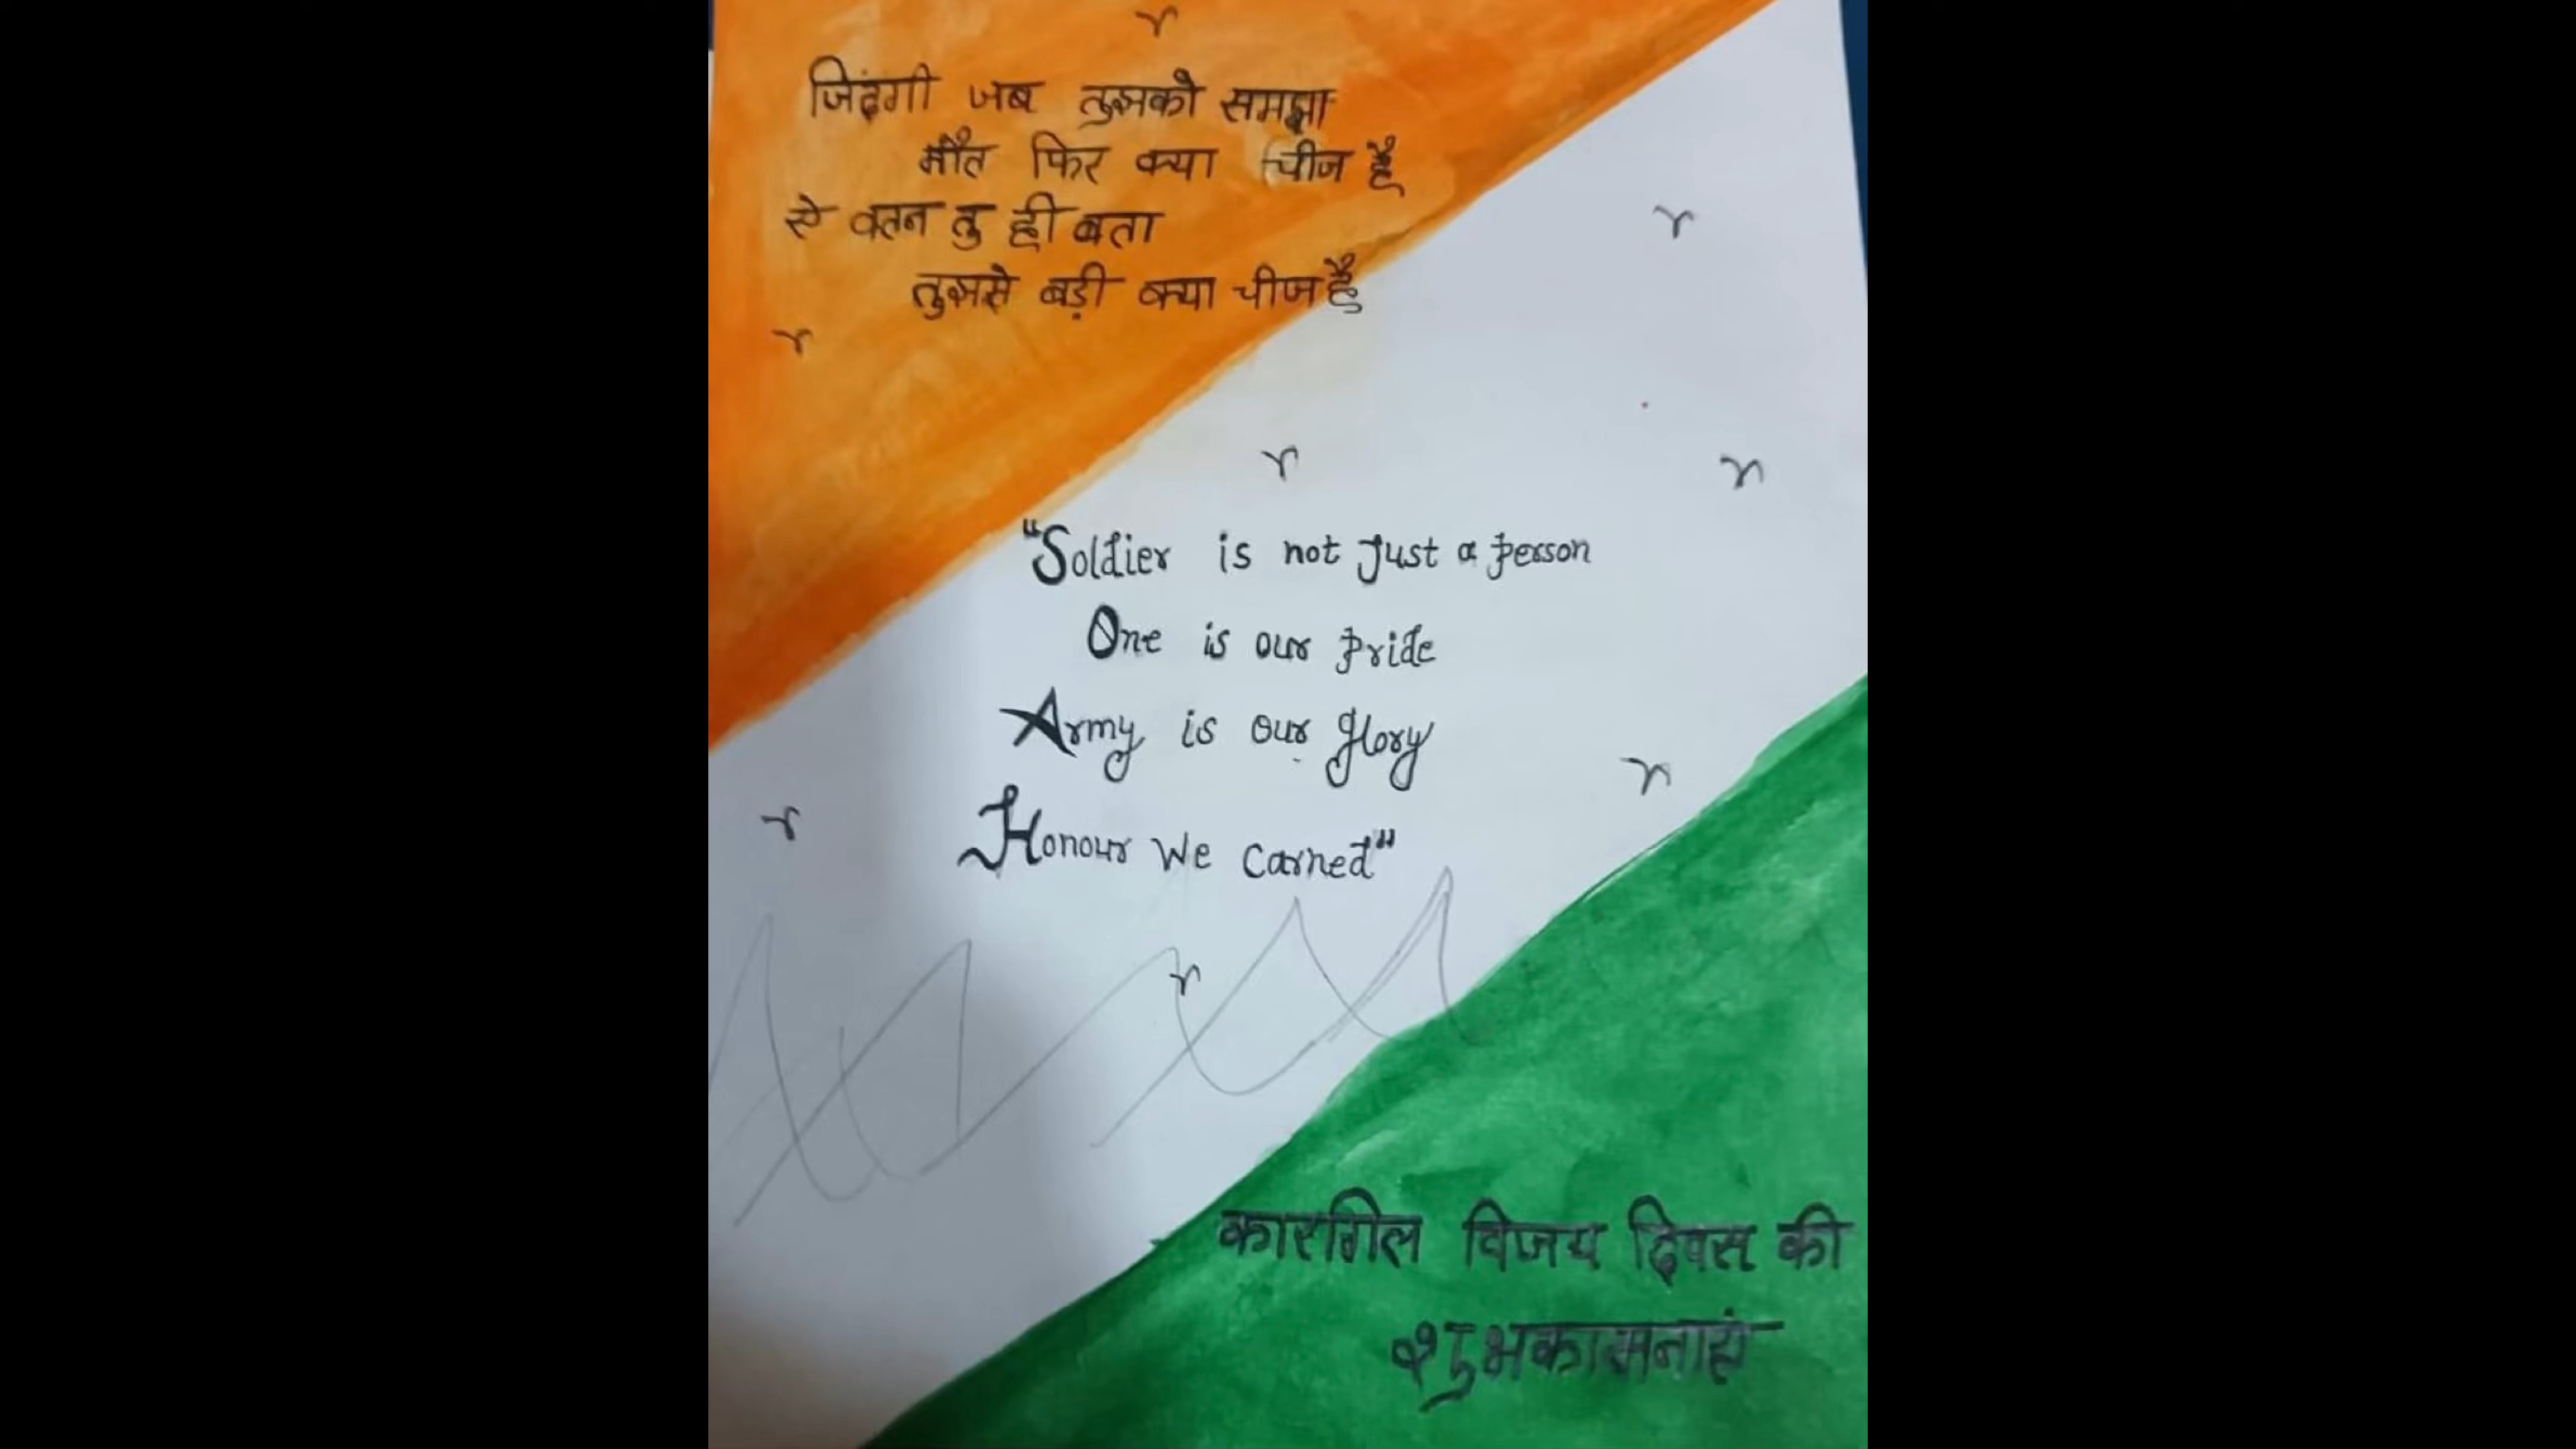 जिंदगी जब तुझको समझा
मौत फिर क्या चीज है
ऐ वतन तु ही बता
तुझसे बड़ी क्या चीज है
"Soldier is not Just a person
One is our pride
Army is our glory
Honour We Carned"
कारगिल विजय दिवस की
शुभकामनाएं